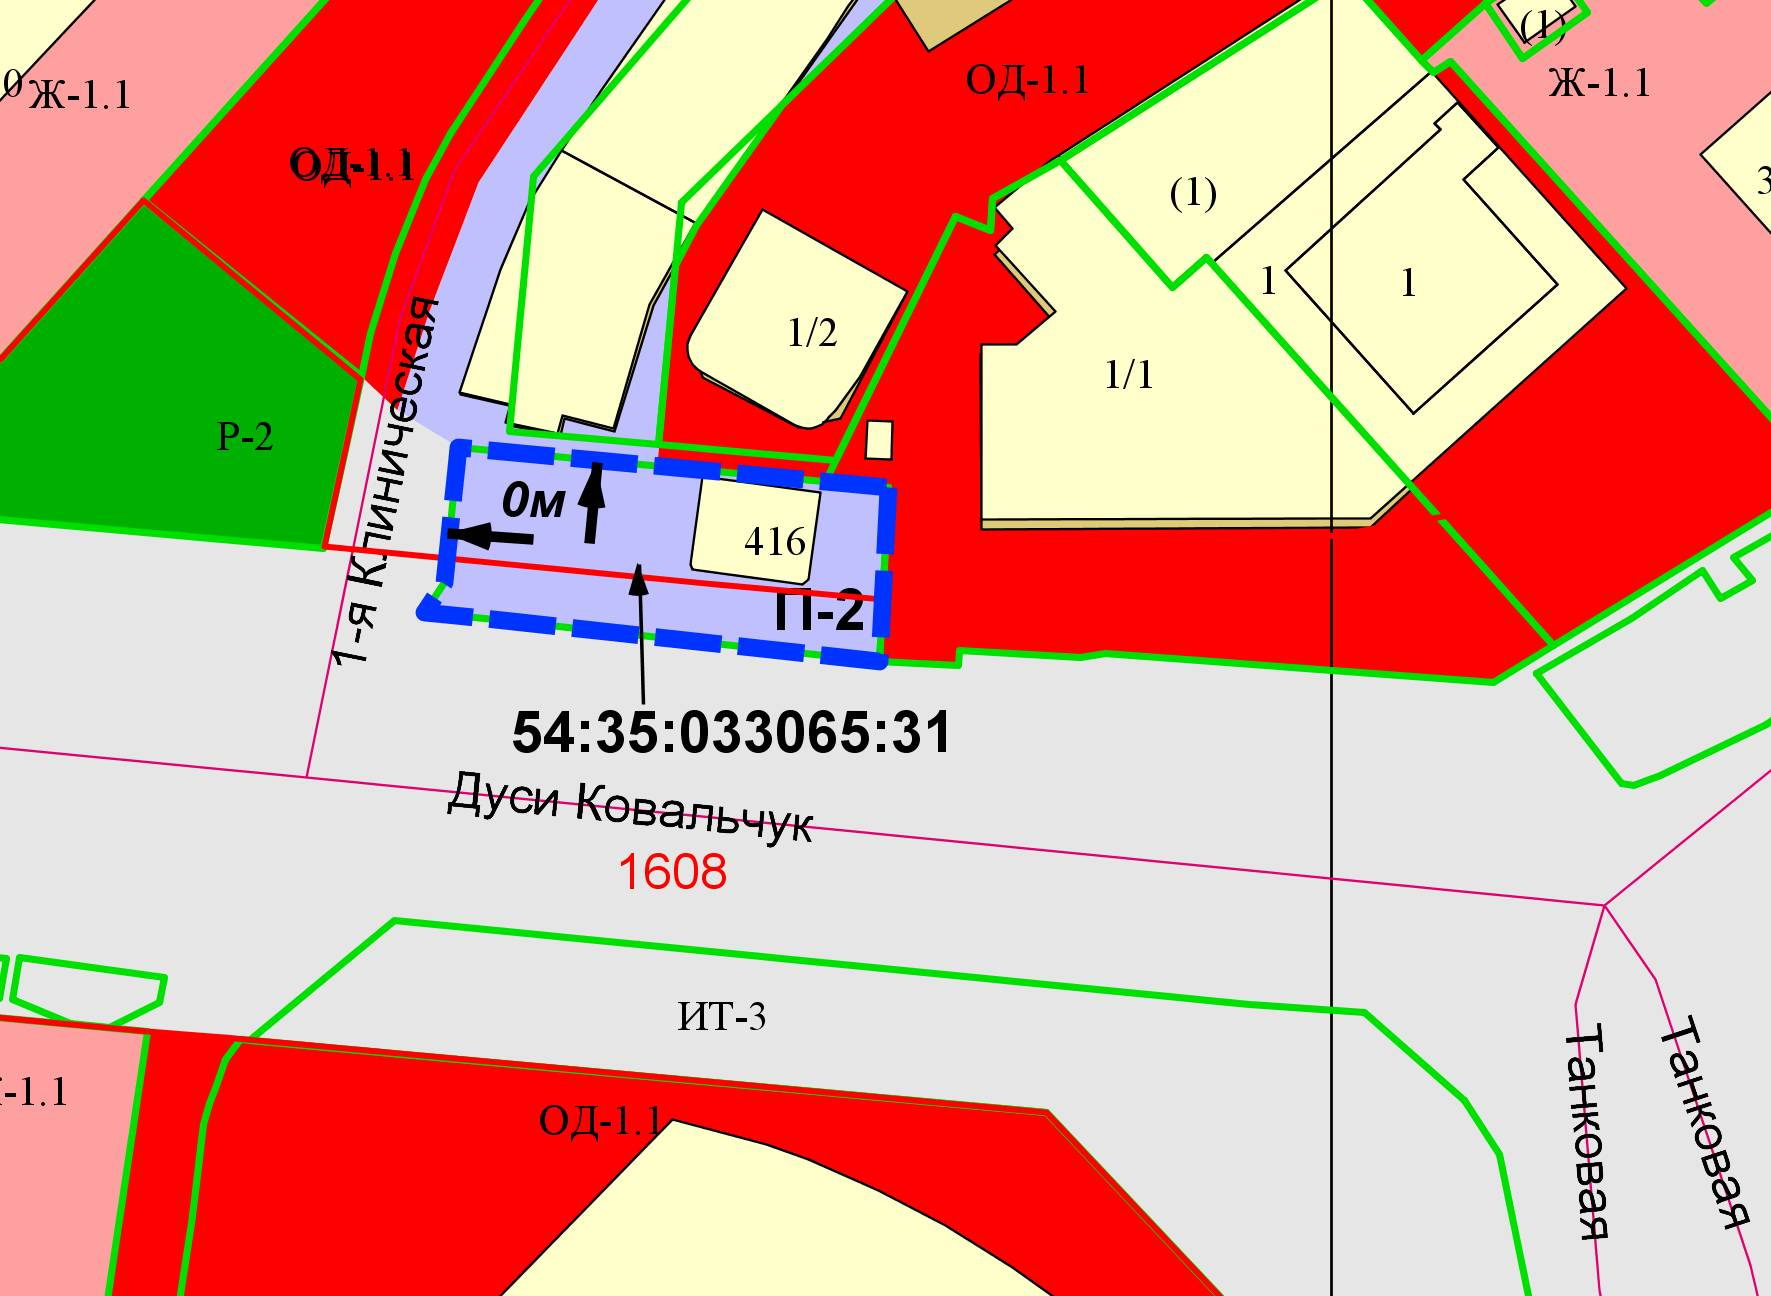 (1)
ОД-1.1
Ж-1.1
0
Ж-1.1
ОД-1.1
(1)
3
1
1
1/2
1/1
1-я Клиническая
Р-2
0м
416
П-2
54:35:033065:31
Дуси Ковальчук
1608
ИТ-3
-1.1
ОД-1.1
Танковая
Танковая